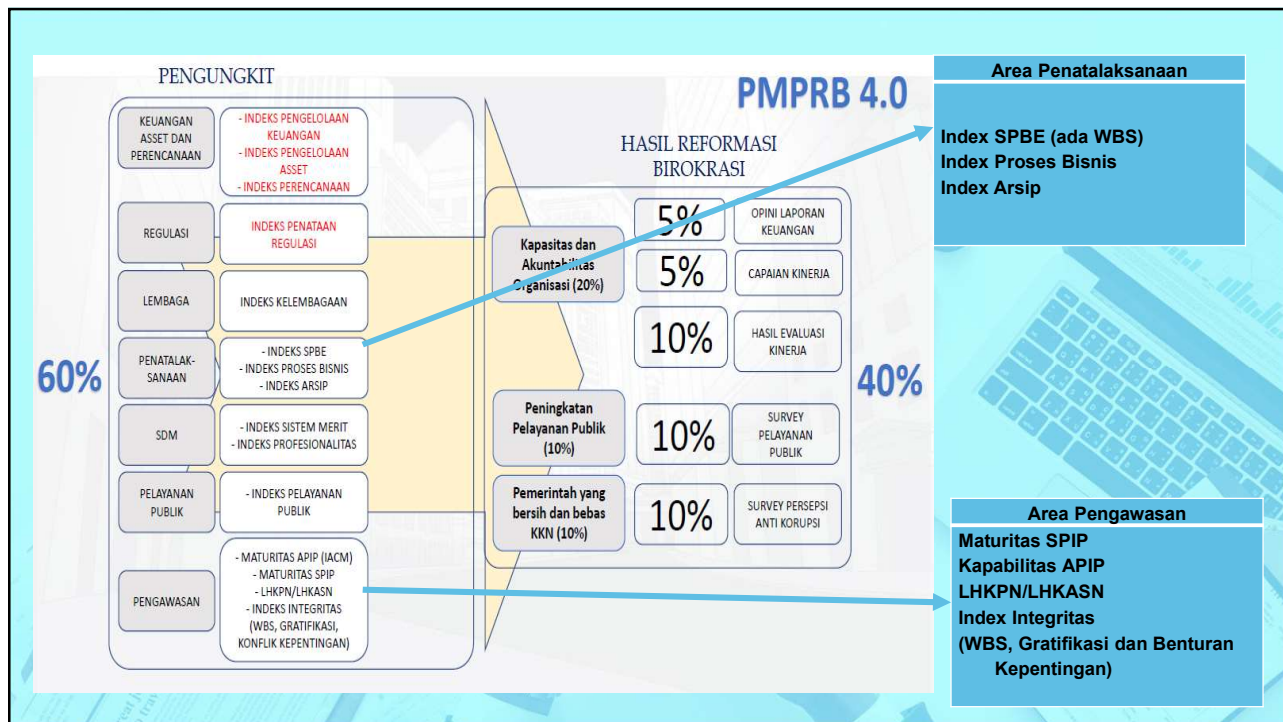 PENGUNGKIT
KEUANGAN
ASSET DAN
PERENCANAAN
- INDEKS PENGELOLAAN
KEUANGAN
- INDEKS PENGELOLAAN
ASSET
- INDEKS PERENCANAAN
REGULASI
INDEKS PENATAAN
REGULASI
LEMBAGA
INDEKS KELEMBAGAAN
60%
PENATALAK-
SANAAN
- INDEKS SPBE
- INDEKS PROSES BISNIS
- INDEKS ARSIP
SDM
- INDEKS SISTEM MERIT
- INDEKS PROFESIONALITAS
PELAYANAN
PUBLIK
- INDEKS PELAYANAN
PUBLIK
PENGAWASAN
- MATURITAS APIP (IACM)
- MATURITAS SPIP
- LHKPN/LHKASN
- INDEKS INTEGRITAS
(WBS, GRATIFIKASI,
KONFLIK KEPENTINGAN)
PMPRB 4.0
HASIL REFORMASI
BIROKRASI
Kapasitas dan
Akuntabilitas
Organisasi (20%)
5%
OPINI LAPORAN
KEUANGAN
5%
CAPAIAN KINERJA
10%
HASIL EVALUASI
KINERJA
40%
Peningkatan
Pelayanan Publik
(10%)
10%
SURVEY
PELAYANAN
PUBLIK
Pemerintah yang
bersih dan bebas
KKN (10%)
10%
SURVEY PERSEPSI
ANTI KORUPSI
Area Penatalaksanaan
Index SPBE (ada WBS)
Index Proses Bisnis
Index Arsip
Area Pengawasan
Maturitas SPIP
Kapabilitas APIP
LHKPN/LHKASN
Index Integritas
(WBS, Gratifikasi dan Benturan
Kepentingan)